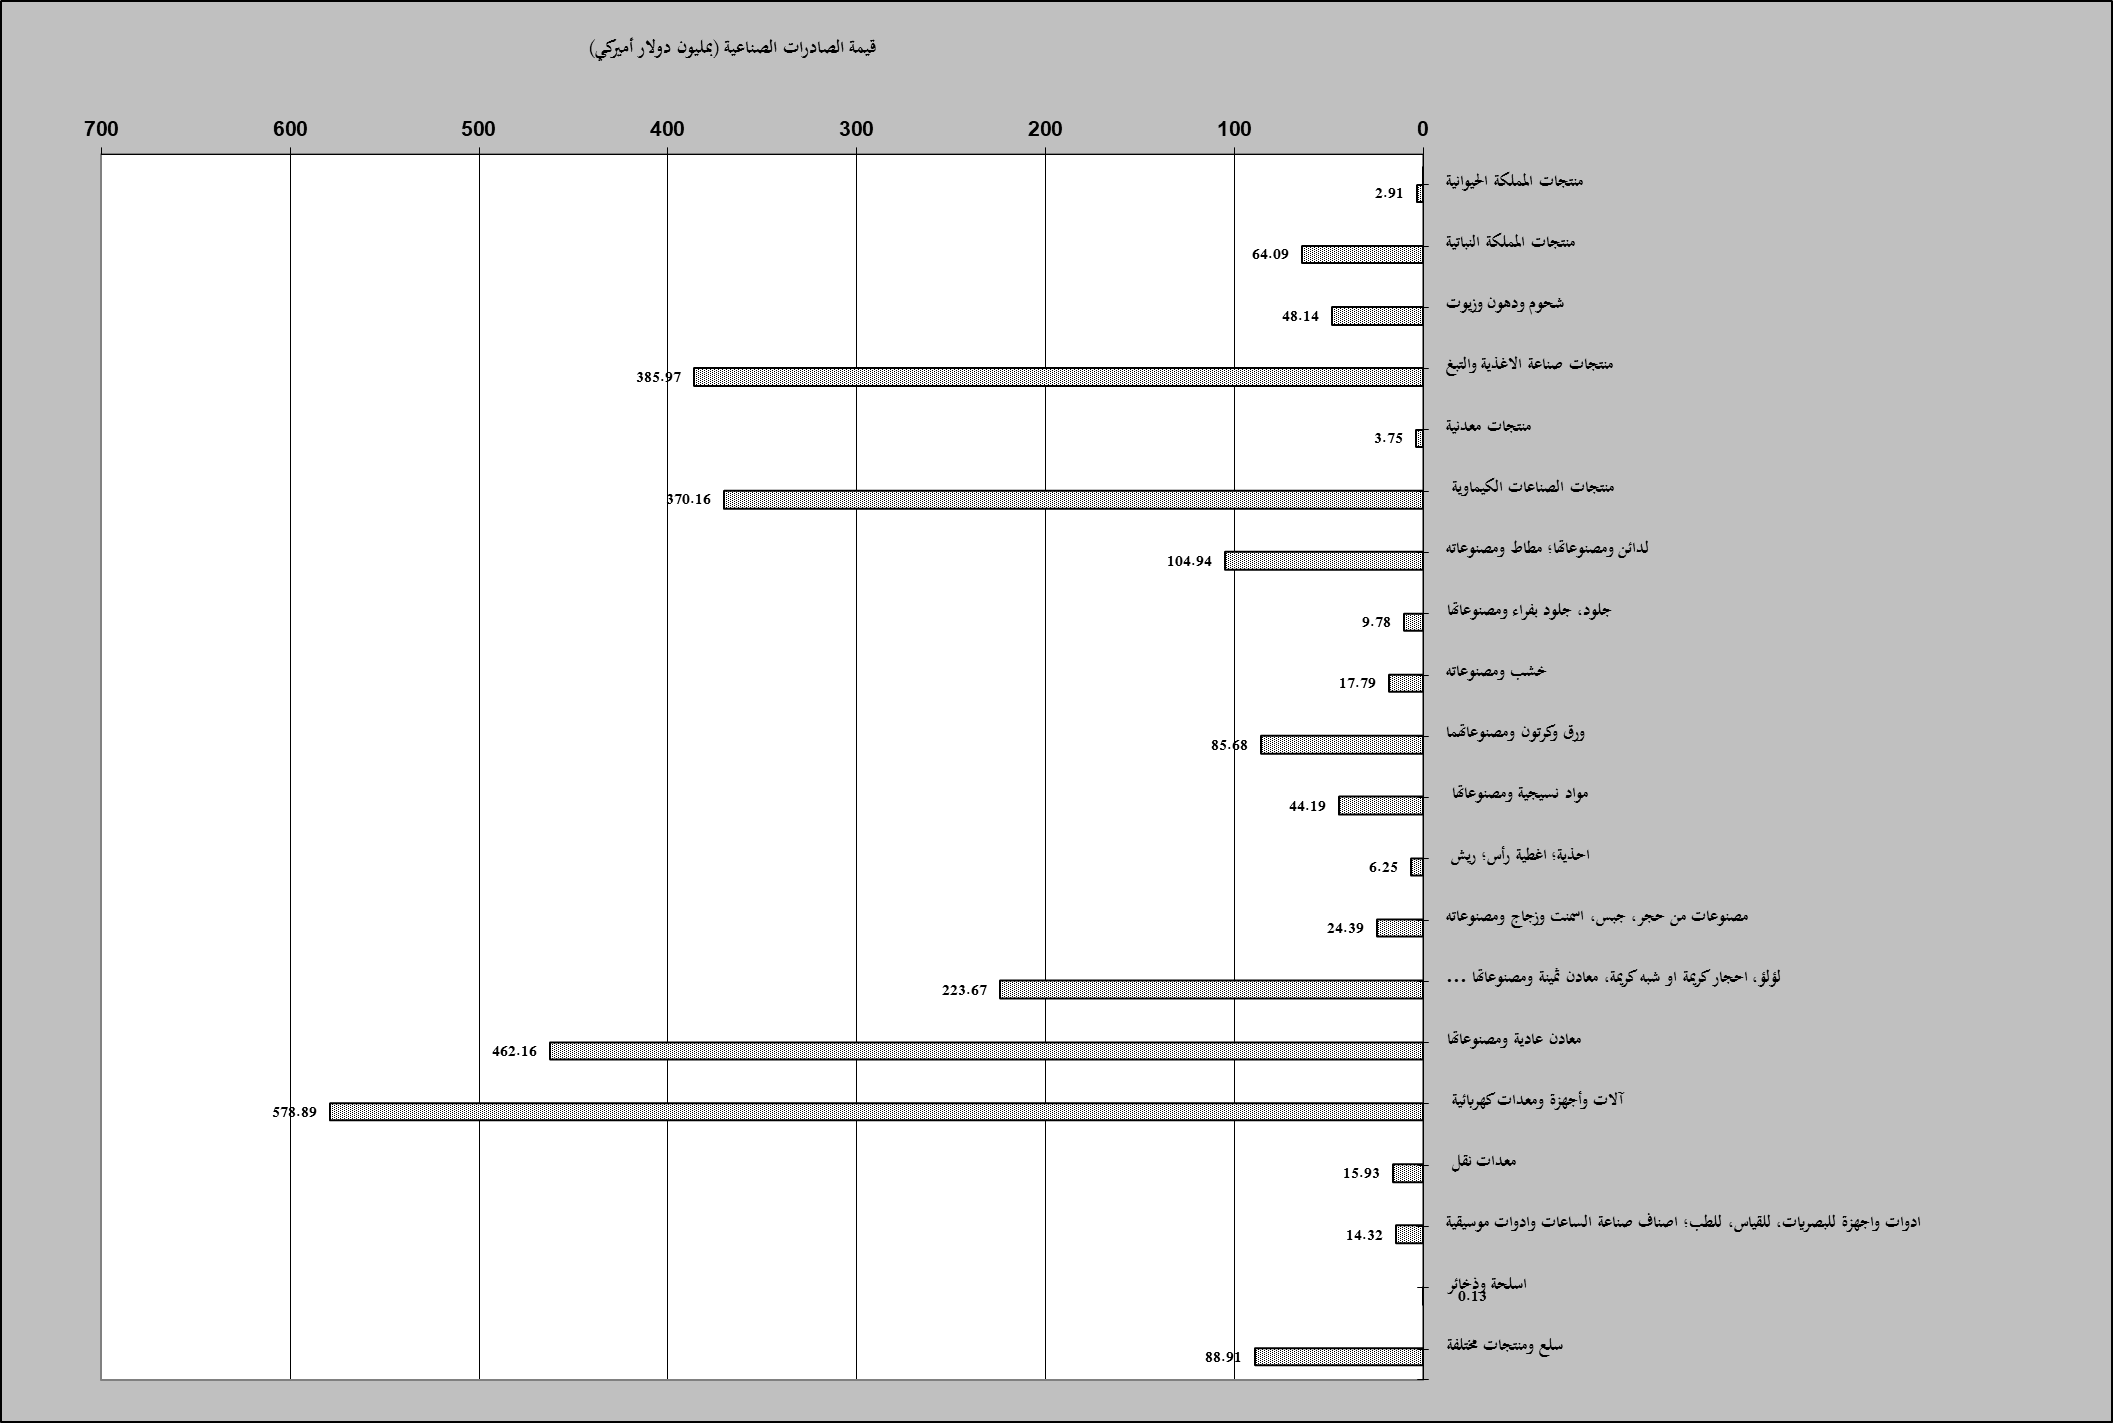 قيمة الصادرات الصناعية (بمليون دولار أميركي)
700 600 500 400 300 200 100 0
منتجات المملكة الحيوانية 2.91
منتجات المملكة النباتية 64.09
شحوم ودهون وزيوت 48.14
منتجات صناعة الاغذية والتبغ 385.97
منتجات معدنية 3.75
منتجات الصناعات الكيماوية 370.16
لدائن ومصنوعاتها؛ مطاط ومصنوعاته 104.94
جلود، جلود بفراء ومصنوعاتها 9.78
خشب ومصنوعاته 17.79
ورق وكرتون ومصنوعاتهما 85.68
مواد نسيجية ومصنوعاتها 44.19
احذية؛ اغطية رأس؛ ريش 6.25
مصنوعات من حجر، جبس، اسمنت وزجاج ومصنوعاته 24.39
لؤلؤ، احجار كريمة او شبه كريمة، معادن ثمينة ومصنوعاتها ... 223.67
معادن عادية ومصنوعاتها 462.16
آلات وأجهزة ومعدات كهربائية 578.89
معدات نقل 15.93
ادوات واجهزة للبصريات، للقياس، للطب؛ اصناف صناعة الساعات وادوات موسيقية 14.32
اسلحة وذخائر 0.13
سلع ومنتجات مختلفة 88.91